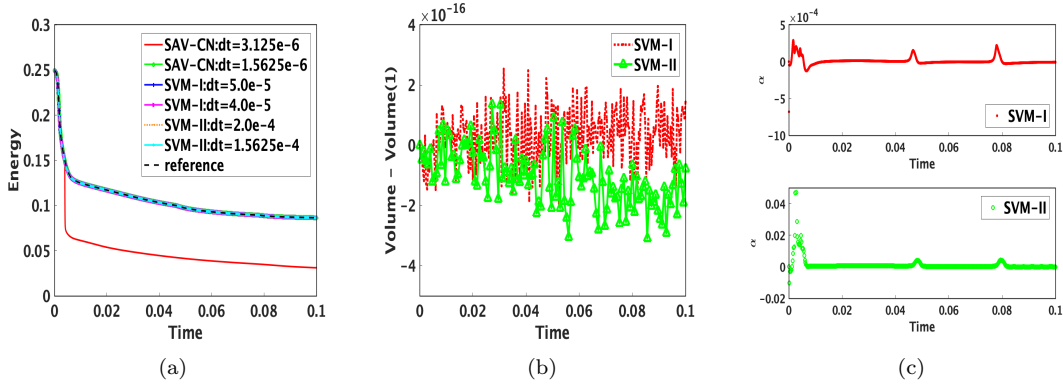 0.3
0.25
0.2
0.15
0.1
0.05
0
Energy
SAV-CN:dt=3.125e-6
SAV-CN:dt=1.5625e-6
SVM-I:dt=5.0e-5
SVM-I:dt=4.0e-5
SVM-II:dt=2.0e-4
SVM-II:dt=1.5625e-4
reference
0 0.02 0.04 0.06 0.08 0.1
Time
(a)
×10⁻¹⁶
4
2
0
−2
−4
Volume − Volume(1)
SVM-I
SVM-II
0 0.02 0.04 0.06 0.08 0.1
Time
(b)
×10⁻⁴
5
0
-5
-10
α
SVM-I
0 0.02 0.04 0.06 0.08 0.1
Time
0.04
0.02
0
−0.02
α
SVM-II
0 0.02 0.04 0.06 0.08 0.1
Time
(c)